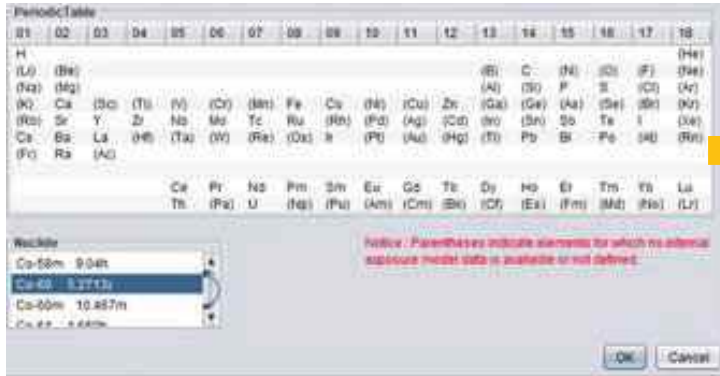 PeriodicTable
01 02 03 04 05 06 07 08 09 10 11 12 13 14 15 16 17 18
H (He)
(Li) (Be) (B) C (N) (O) (F) (Ne)
(Na) (Mg) (Al) (Si) P S (Cl) (Ar)
(K) Ca (Sc) (Ti) (V) (Cr) (Mn) Fe Co (Ni) (Cu) Zn (Ga) (Ge) (As) (Se) (Br) (Kr)
(Rb) Sr Y Zr Nb Mo Tc Ru (Rh) (Pd) (Ag) (Cd) (In) (Sn) Sb Te I (Xe)
Cs Ba La (Hf) (Ta) (W) (Re) (Os) Ir (Pt) (Au) (Hg) (Tl) Pb Bi Po (At) (Rn)
(Fr) Ra (Ac)
Ce Pr Nd Pm Sm Eu Gd Tb Dy Ho Er Tm Yb Lu
Th (Pa) U (Np) (Pu) (Am) (Cm) (Bk) (Cf) (Es) (Fm) (Md) (No) (Lr)
Nuclide
Notice : Parentheses indicate elements for which no internal
exposure model data is available or not defined.
Co-58m 9.04h
Co-60 5.2713y
Co-60m 10.467m
OK Cancel